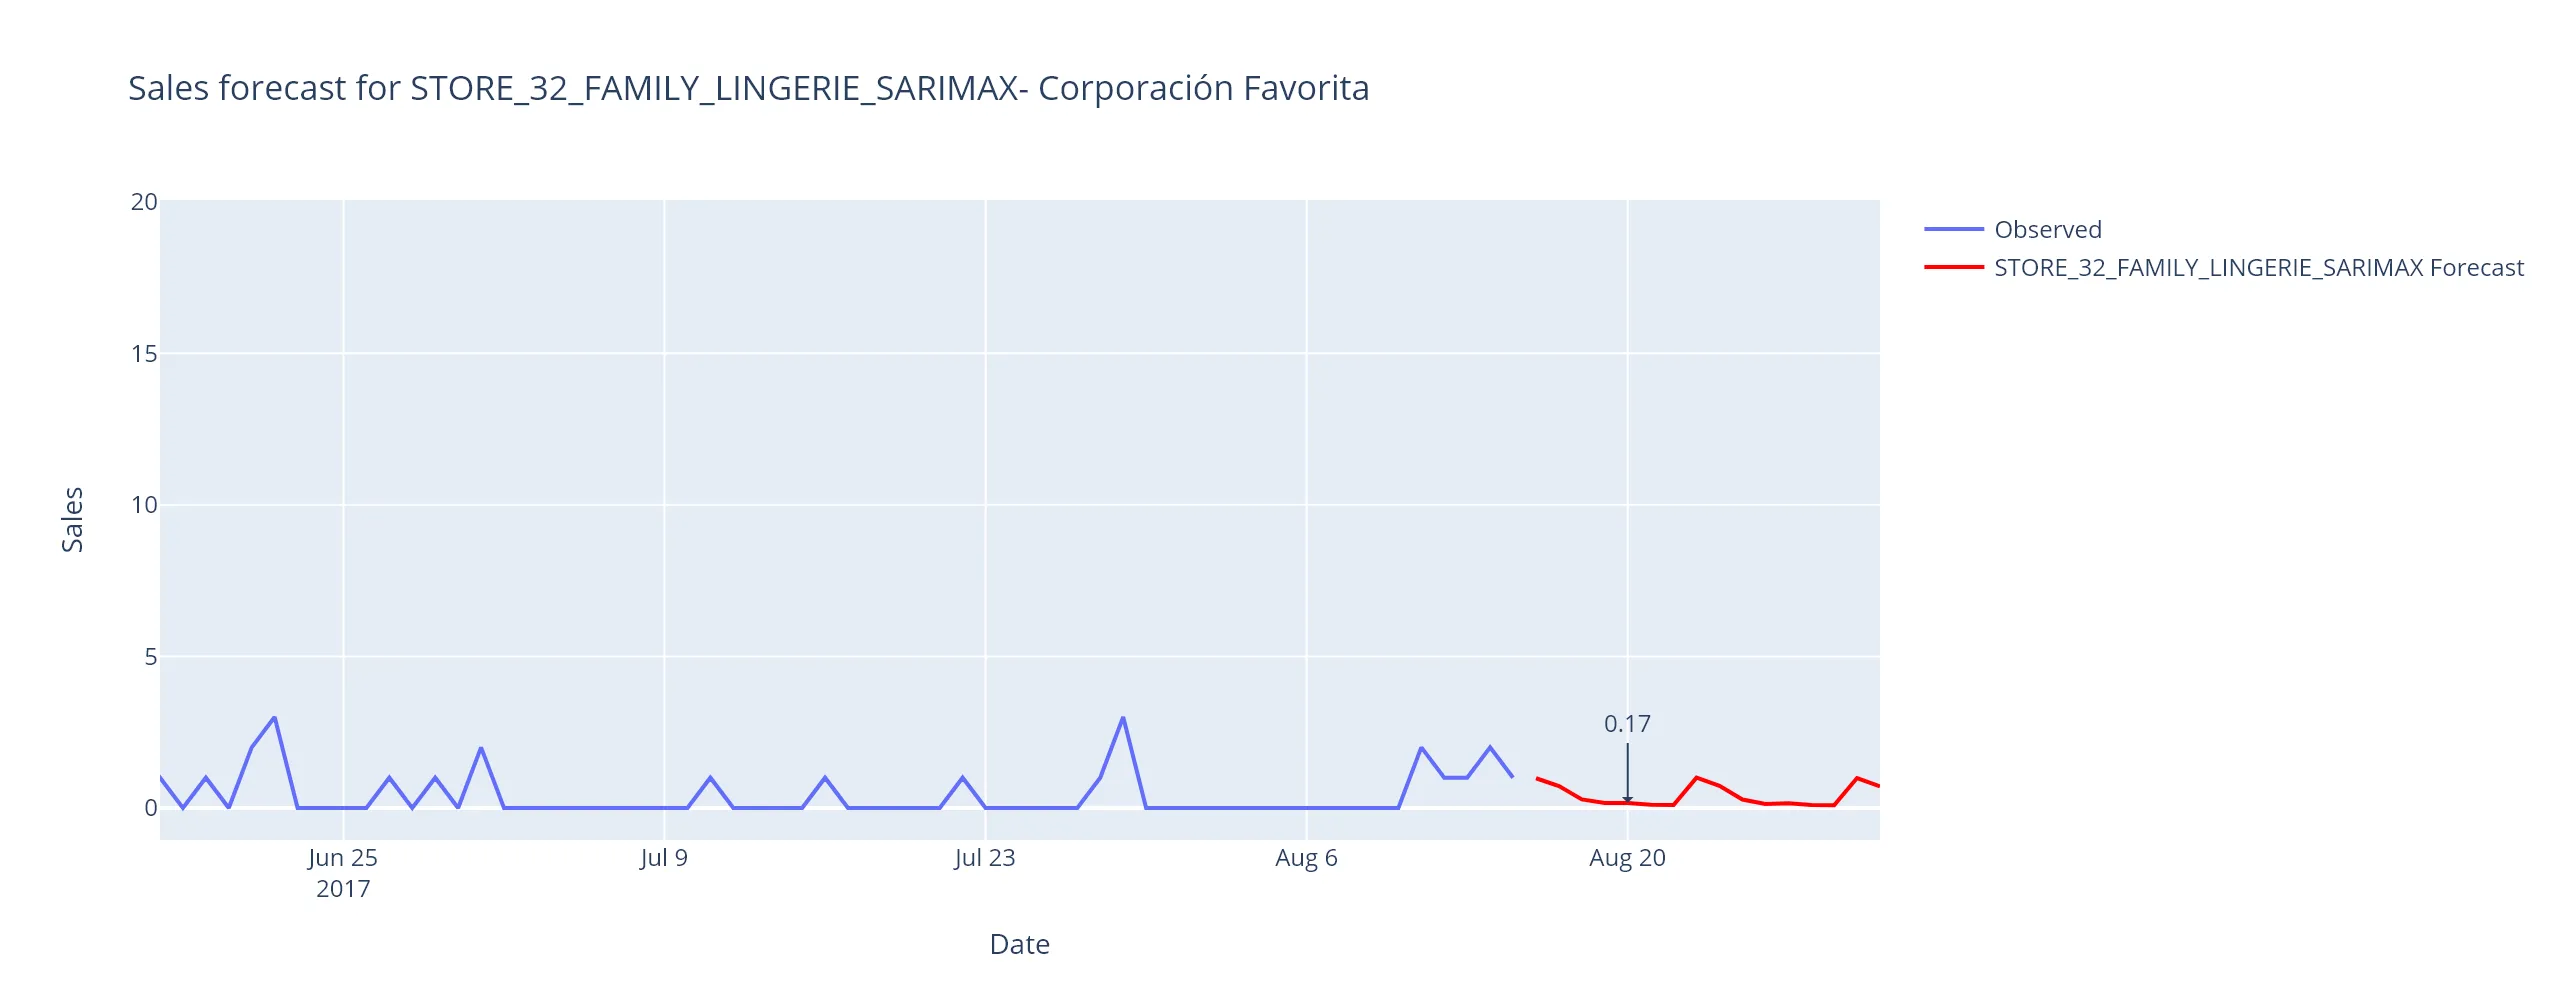 Sales forecast for STORE_32_FAMILY_LINGERIE_SARIMAX- Corporación Favorita
Observed
STORE_32_FAMILY_LINGERIE_SARIMAX Forecast
20
15
10
5
0
Sales
0.17
Jun 25
2017
Jul 9
Jul 23
Aug 6
Aug 20
Date